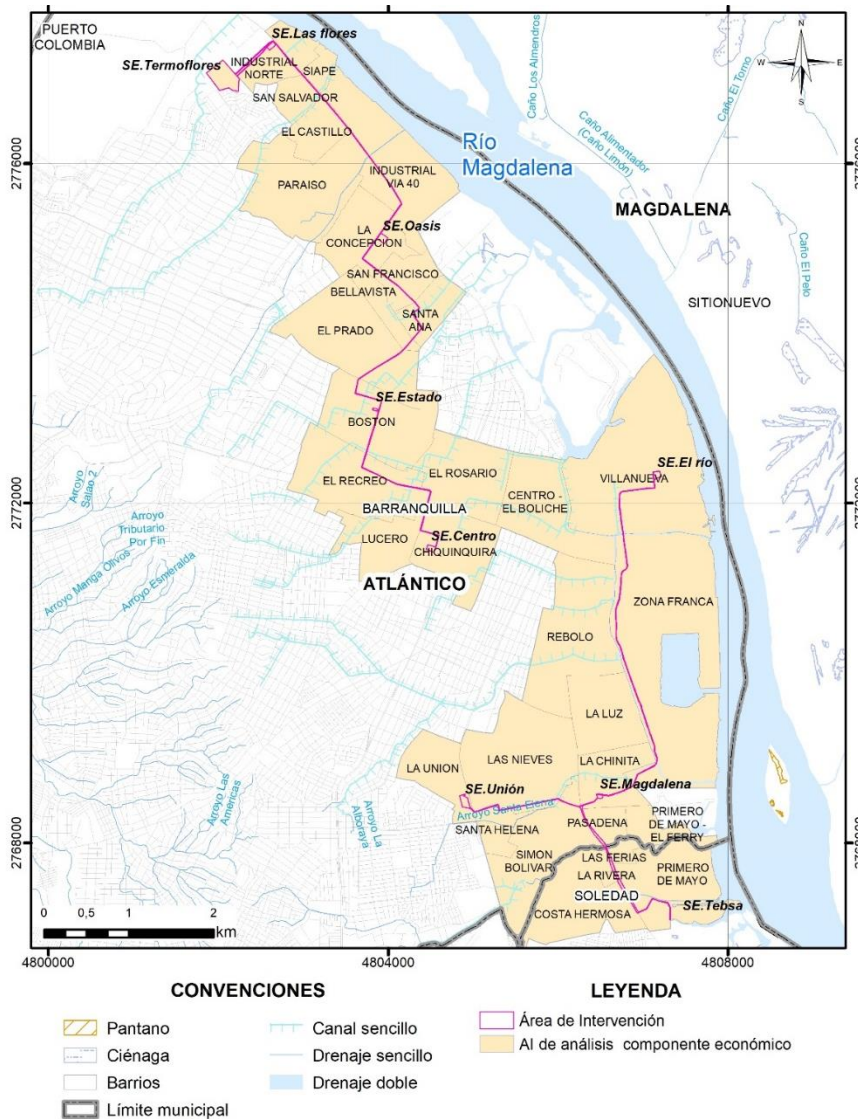 PUERTO
COLOMBIA
SE.Las flores
SE.Termoflores
INDUSTRIAL
NORTE
SIAPE
SAN SALVADOR
EL CASTILLO
PARAISO
INDUSTRIAL
VIA 40
Río
Magdalena
Caño Los Almendros
Caño El Torno
Caño Alimentador
(Caño Limón)
Caño El Pelo
N
W
E
S
2776000
2776000
MAGDALENA
SITIONUEVO
SE.Oasis
LA
CONCEPCION
SAN FRANCISCO
BELLAVISTA
SANTA
ANA
EL PRADO
SE.Estado
BOSTON
EL RECREO
EL ROSARIO
BARRANQUILLA
CENTRO -
EL BOLICHE
SE.El río
VILLANUEVA
2772000
2772000
LUCERO
SE.Centro
CHIQUINQUIRA
ATLÁNTICO
Arroyo
Salao 2
Arroyo
Tributario
Por Fin
Arroyo Manga Olivos
Arroyo Esmeralda
ZONA FRANCA
REBOLO
LA LUZ
LA UNION
LAS NIEVES
LA CHINITA
SE.Unión
SE.Magdalena
Arroyo Santa Elena
Arroyo Las
Américas
Arroyo La
Alboraya
SANTA HELENA
PASADENA
PRIMERO
DE MAYO -
EL FERRY
2768000
2768000
SIMON
BOLIVAR
LAS FERIAS
LA RIVERA
PRIMERO
DE MAYO
SOLEDAD
COSTA HERMOSA
SE.Tebsa
0 0,5 1 2
km
4800000
4804000
4808000
CONVENCIONES
Pantano
Ciénaga
Barrios
Límite municipal
Canal sencillo
Drenaje sencillo
Drenaje doble
LEYENDA
Área de Intervención
AI de análisis componente económico